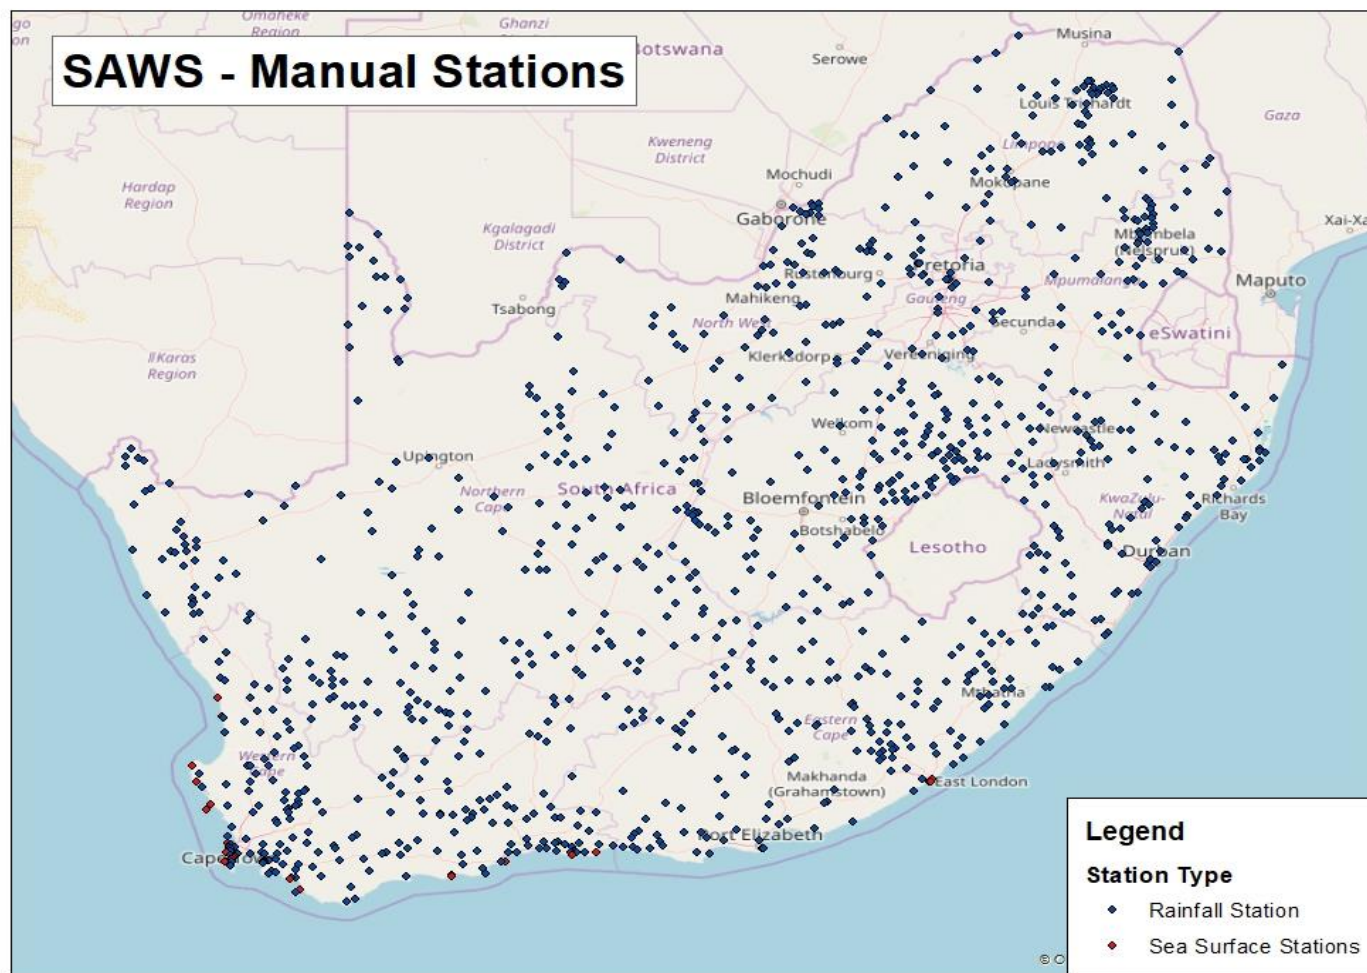 Omaheke
Region
Ghanzi
Botswana
Musina
Serowe
SAWS - Manual Stations
Louis Trichardt
Gaza
Kweneng
District
Limpopo
Hardap
Region
Mochudi
Mokopane
Gaborone
Xai-Xa
Kgalagadi
District
Mbombela
(Nelspruit)
Pretoria
Rustenburg
Mpumalanga
Maputo
Tsabong
Mahikeng
Gauteng
North West
Secunda
eSwatini
ǁKaras
Region
Klerksdorp
Vereeniging
Welkom
Newcastle
Upington
Ladysmith
Northern
Cape
South Africa
Bloemfontein
KwaZulu-
Natal
Richards
Bay
Botshabelo
Lesotho
Durban
Mthatha
Eastern
Cape
Western
Cape
Makhanda
(Grahamstown)
East London
Port Elizabeth
Cape Town
Legend
Station Type
Rainfall Station
Sea Surface Stations